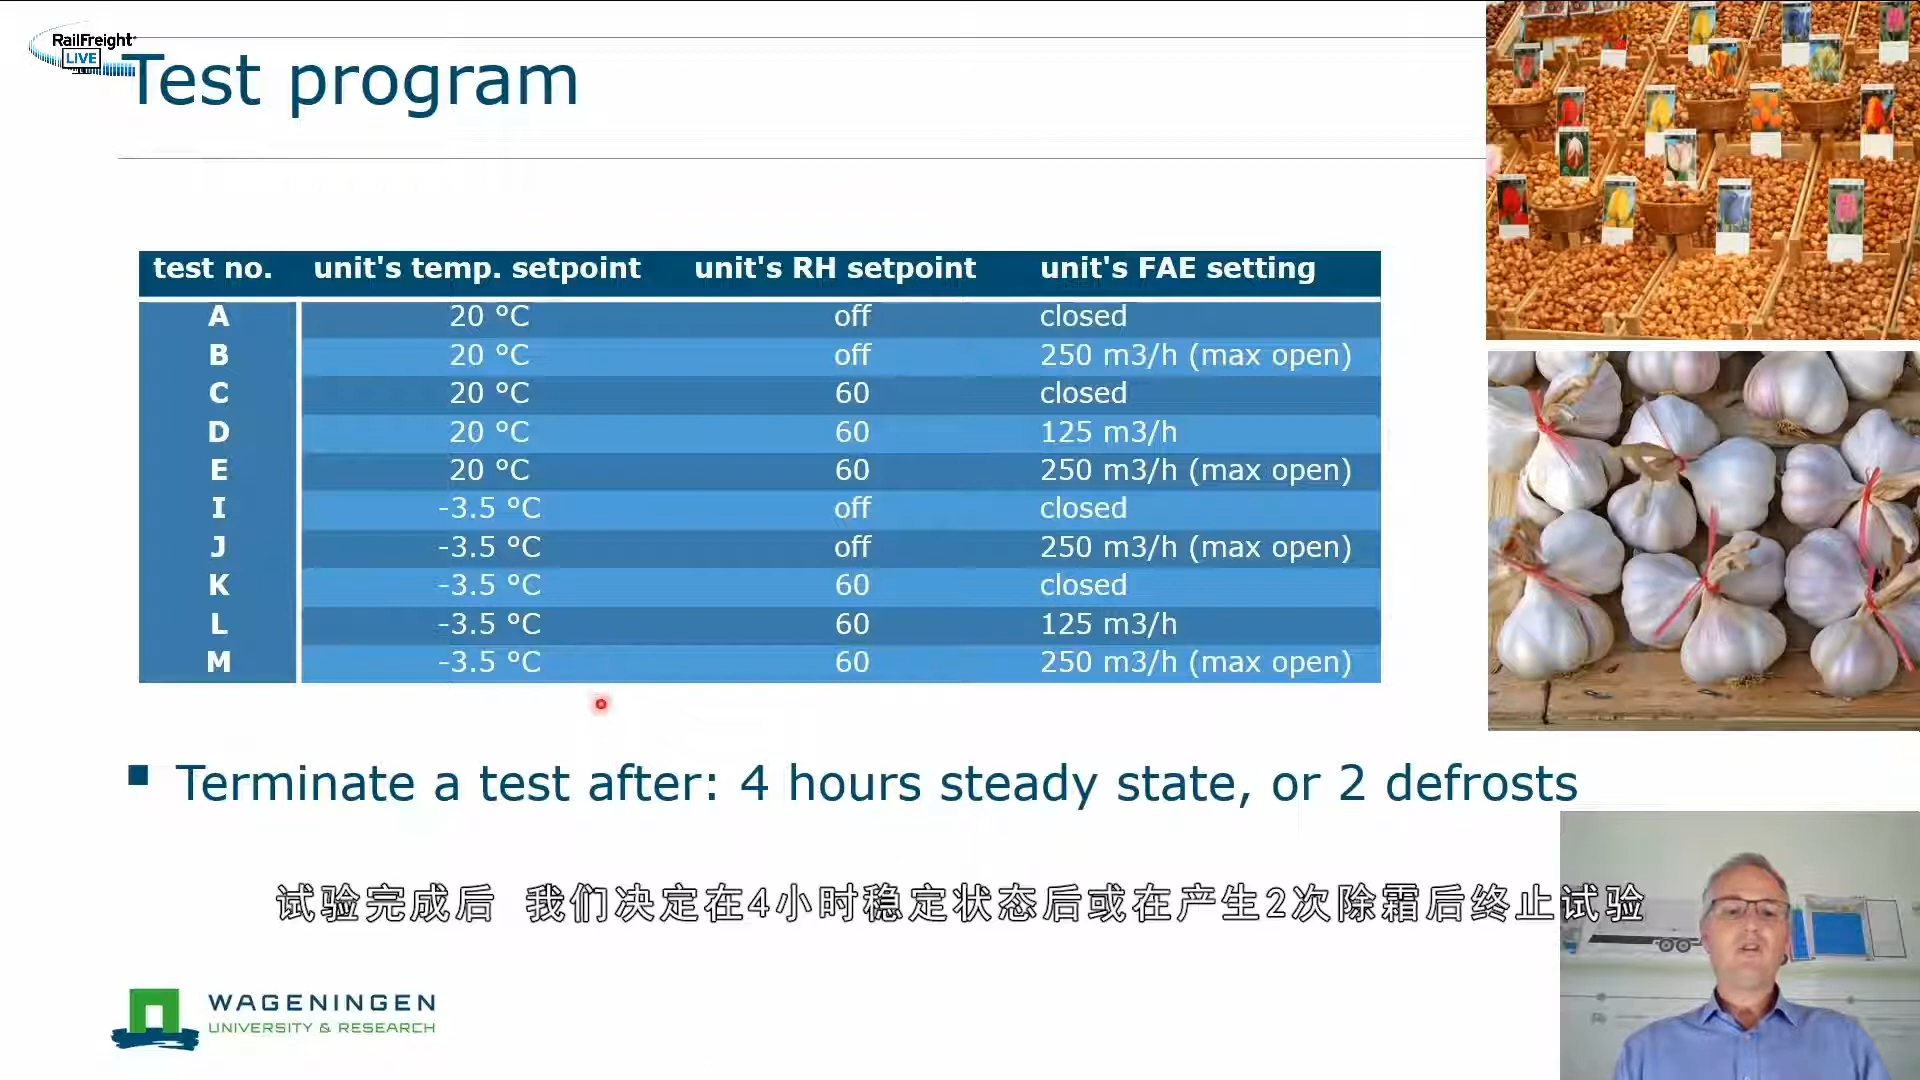 RailFreight
LIVE
Test program
test no. unit's temp. setpoint unit's RH setpoint unit's FAE setting
A 20 °C off closed
B 20 °C off 250 m3/h (max open)
C 20 °C 60 closed
D 20 °C 60 125 m3/h
E 20 °C 60 250 m3/h (max open)
I -3.5 °C off closed
J -3.5 °C off 250 m3/h (max open)
K -3.5 °C 60 closed
L -3.5 °C 60 125 m3/h
M -3.5 °C 60 250 m3/h (max open)
▪ Terminate a test after: 4 hours steady state, or 2 defrosts
试验完成后 我们决定在4小时稳定状态后或在产生2次除霜后终止试验
WAGENINGEN
UNIVERSITY & RESEARCH